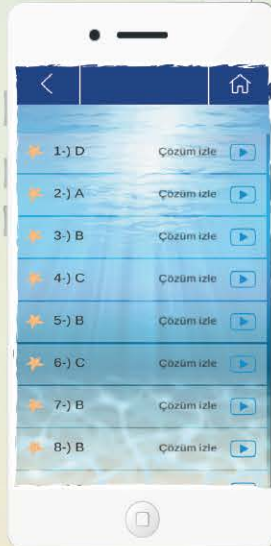 1-) D Çözüm izle
2-) A Çözüm izle
3-) B Çözüm izle
4-) C Çözüm izle
5-) B Çözüm izle
6-) C Çözüm izle
7-) B Çözüm izle
8-) B Çözüm izle